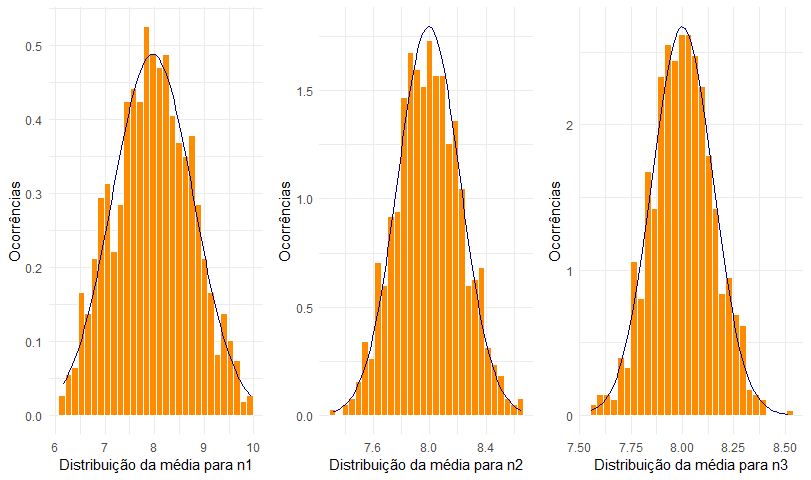 0.5
0.4
0.3
0.2
0.1
0.0
Ocorrências
6 7 8 9 10
Distribuição da média para n1
1.5
1.0
0.5
0.0
Ocorrências
7.6 8.0 8.4
Distribuição da média para n2
2
1
0
Ocorrências
7.50 7.75 8.00 8.25 8.50
Distribuição da média para n3